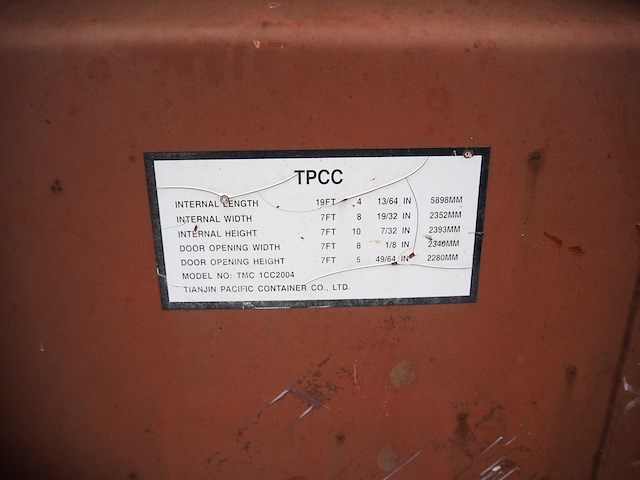 TPCC
INTERNAL LENGTH 19FT 4 13/64 IN 5898MM
INTERNAL WIDTH 7FT 8 19/32 IN 2352MM
INTERNAL HEIGHT 7FT 10 7/32 IN 2393MM
DOOR OPENING WIDTH 7FT 8 1/8 IN 2340MM
DOOR OPENING HEIGHT 7FT 5 49/64 IN 2280MM
MODEL NO: TMC 1CC2004
TIANJIN PACIFIC CONTAINER CO., LTD.